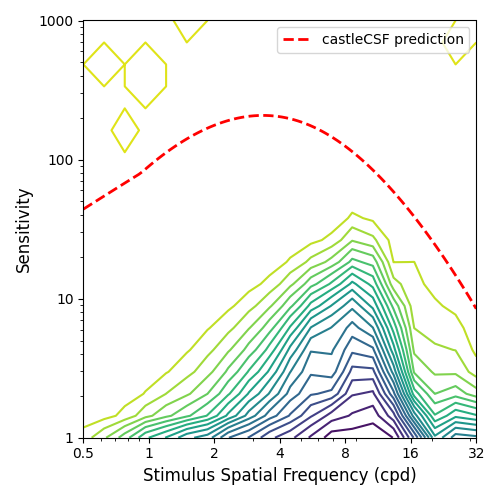 1000
castleCSF prediction
100
Sensitivity
10
1
0.5 1 2 4 8 16 32
Stimulus Spatial Frequency (cpd)